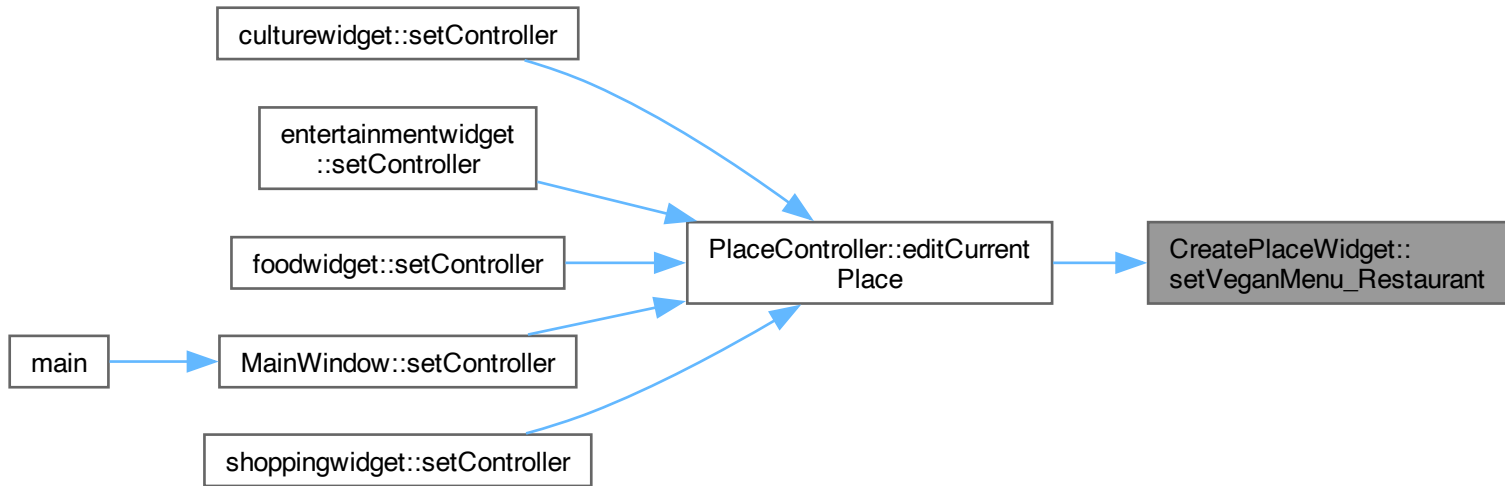 culturewidget::setController
entertainmentwidget
::setController
foodwidget::setController
main
MainWindow::setController
shoppingwidget::setController
PlaceController::editCurrent
Place
CreatePlaceWidget::
setVeganMenu_Restaurant